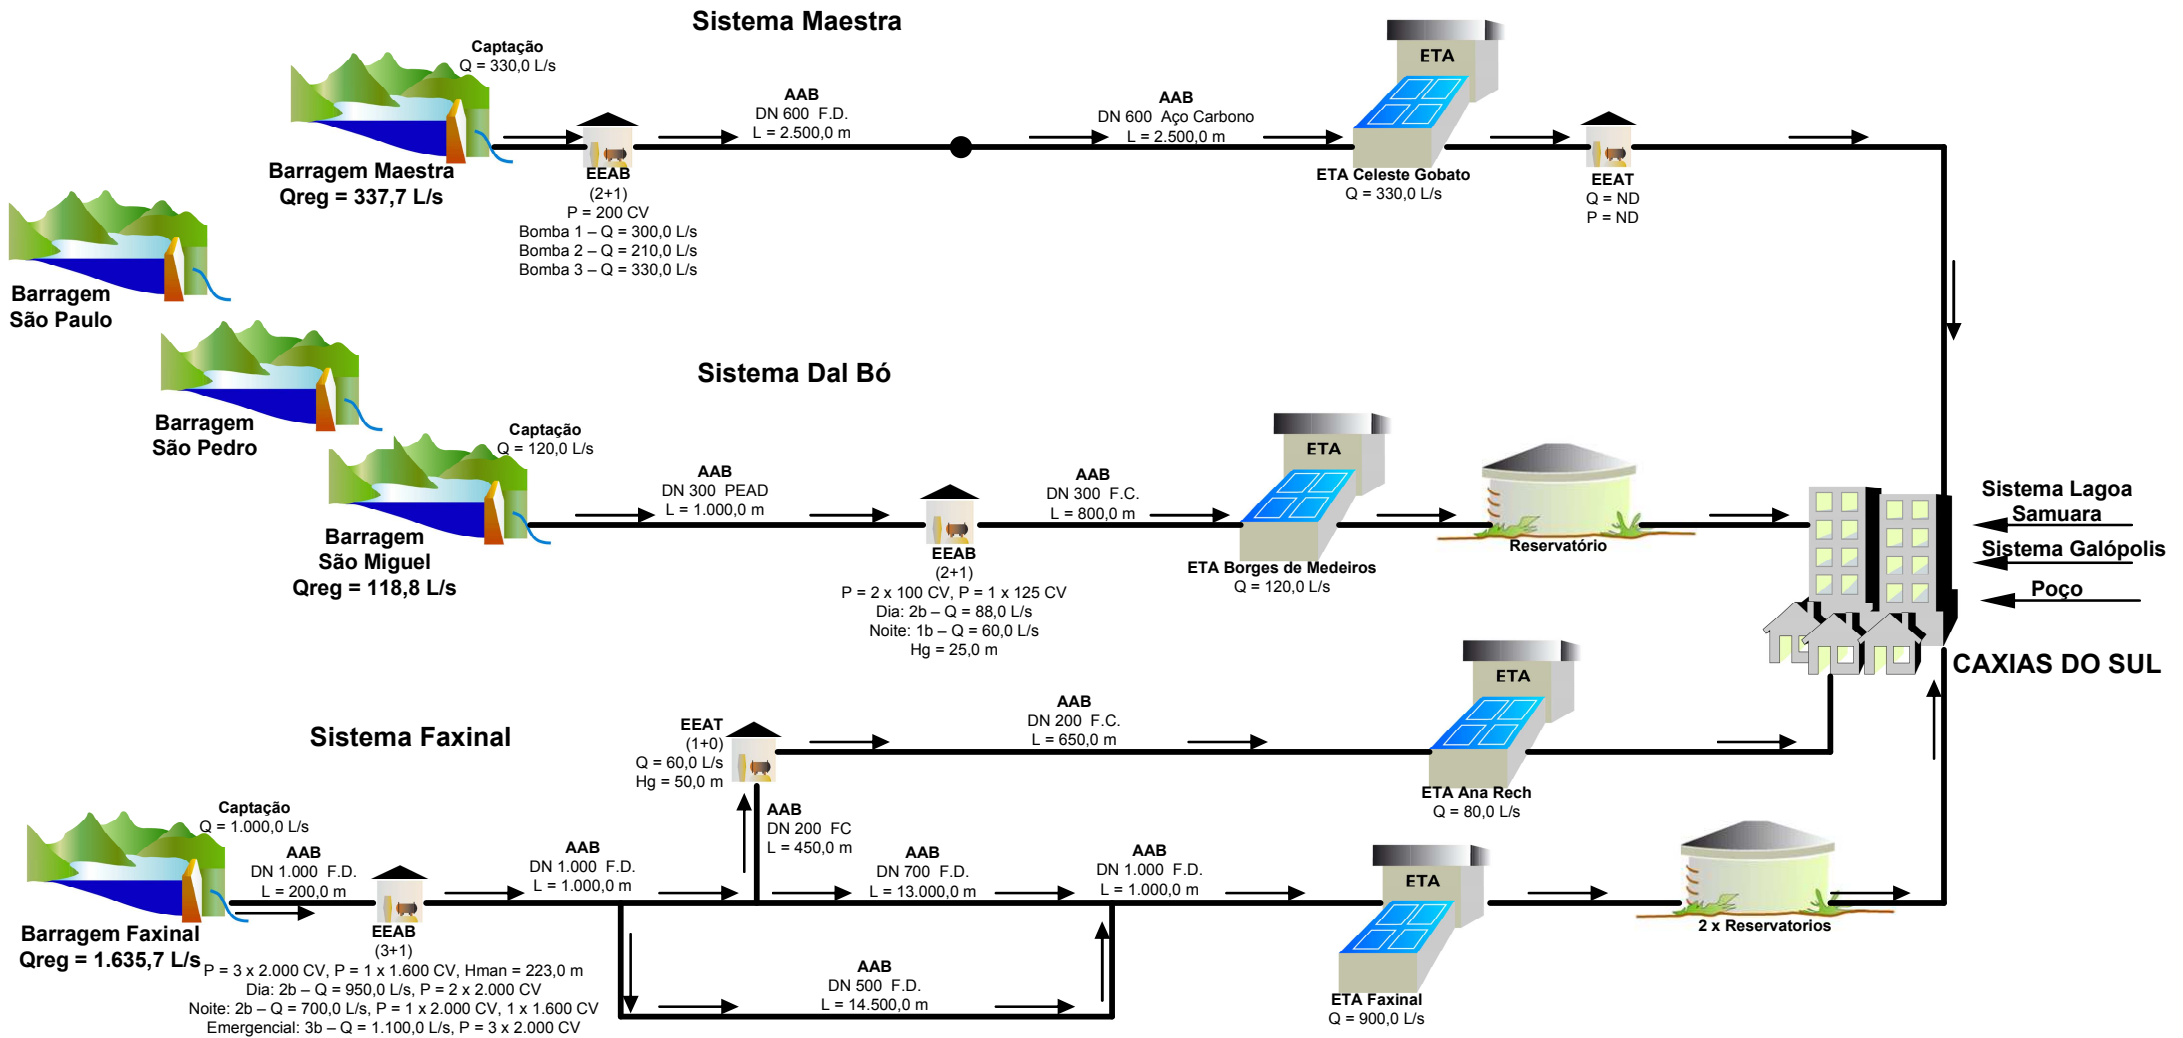 Sistema Maestra
Captação
Q = 330,0 L/s
Barragem Maestra
Qreg = 337,7 L/s
EEAB
(2+1)
P = 200 CV
Bomba 1 – Q = 300,0 L/s
Bomba 2 – Q = 210,0 L/s
Bomba 3 – Q = 330,0 L/s
AAB
DN 600 F.D.
L = 2.500,0 m
AAB
DN 600 Aço Carbono
L = 2.500,0 m
ETA
ETA Celeste Gobato
Q = 330,0 L/s
EEAT
Q = ND
P = ND
Barragem
São Paulo
Barragem
São Pedro
Sistema Dal Bó
Captação
Q = 120,0 L/s
Barragem
São Miguel
Qreg = 118,8 L/s
AAB
DN 300 PEAD
L = 1.000,0 m
EEAB
(2+1)
P = 2 x 100 CV, P = 1 x 125 CV
Dia: 2b – Q = 88,0 L/s
Noite: 1b – Q = 60,0 L/s
Hg = 25,0 m
AAB
DN 300 F.C.
L = 800,0 m
ETA
ETA Borges de Medeiros
Q = 120,0 L/s
Reservatório
Sistema Lagoa
Samuara
Sistema Galópolis
Poço
CAXIAS DO SUL
Sistema Faxinal
EEAT
(1+0)
Q = 60,0 L/s
Hg = 50,0 m
AAB
DN 200 F.C.
L = 650,0 m
ETA
ETA Ana Rech
Q = 80,0 L/s
Captação
Q = 1.000,0 L/s
Barragem Faxinal
Qreg = 1.635,7 L/s
AAB
DN 1.000 F.D.
L = 200,0 m
EEAB
(3+1)
P = 3 x 2.000 CV, P = 1 x 1.600 CV, Hman = 223,0 m
Dia: 2b – Q = 950,0 L/s, P = 2 x 2.000 CV
Noite: 2b – Q = 700,0 L/s, P = 1 x 2.000 CV, 1 x 1.600 CV
Emergencial: 3b – Q = 1.100,0 L/s, P = 3 x 2.000 CV
AAB
DN 1.000 F.D.
L = 1.000,0 m
AAB
DN 200 FC
L = 450,0 m
AAB
DN 700 F.D.
L = 13.000,0 m
AAB
DN 1.000 F.D.
L = 1.000,0 m
AAB
DN 500 F.D.
L = 14.500,0 m
ETA
ETA Faxinal
Q = 900,0 L/s
2 x Reservatorios